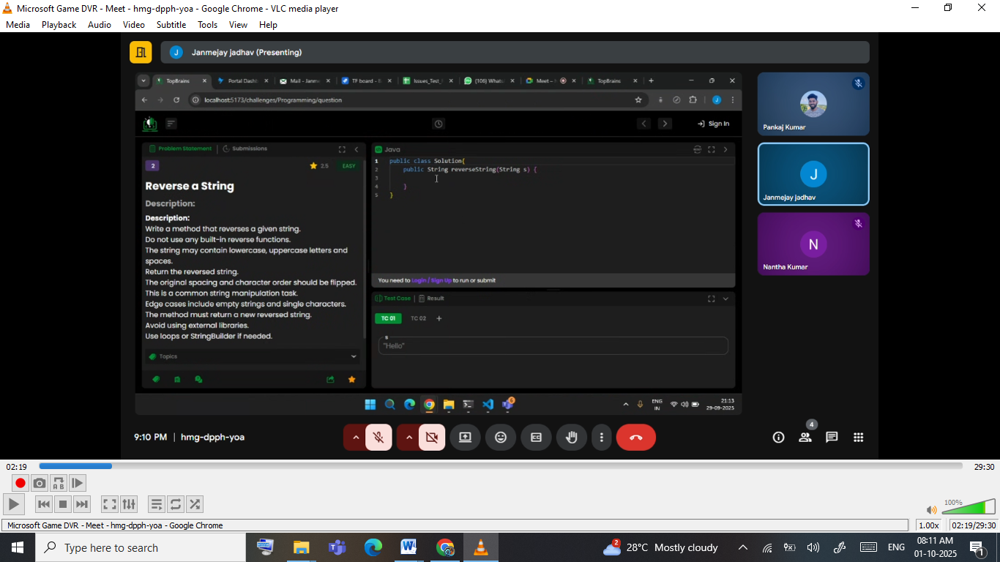 Microsoft Game DVR - Meet - hmg-dpph-yoa - Google Chrome - VLC media player
Media Playback Audio Video Subtitle Tools View Help
J Janmejay jadhav (Presenting)
TopBrains Portal Dashb Mail - Janme TF board - E Issues_Test_ (106) Whats Meet – TopBrains
localhost:5173/challenges/Programming/question
J
Sign In
Problem Statement | Submissions
2 2.5 EASY
Reverse a String
Description:
Description:
Write a method that reverses a given string.
Do not use any built-in reverse functions.
The string may contain lowercase, uppercase letters and
spaces.
Return the reversed string.
The original spacing and character order should be flipped.
This is a common string manipulation task.
Edge cases include empty strings and single characters.
The method must return a new reversed string.
Avoid using external libraries.
Use loops or StringBuilder if needed.
Topics
Java
1 public class Solution{
2 public String reverseString(String s) {
3
4 }
5 }
You need to Login / Sign Up to run or submit
Test Case | Result
TC 01 TC 02 +
s
"Hello"
6
ENG
IN
21:13
29-09-2025
Pankaj Kumar
J
Janmejay jadhav
N
Nantha Kumar
9:10 PM | hmg-dpph-yoa
4
02:19 29:30
A B
100%
Microsoft Game DVR - Meet - hmg-dpph-yoa - Google Chrome
1.00x 02:19/29:30
Type here to search
2
28°C Mostly cloudy
ENG
08:11 AM
01-10-2025
1